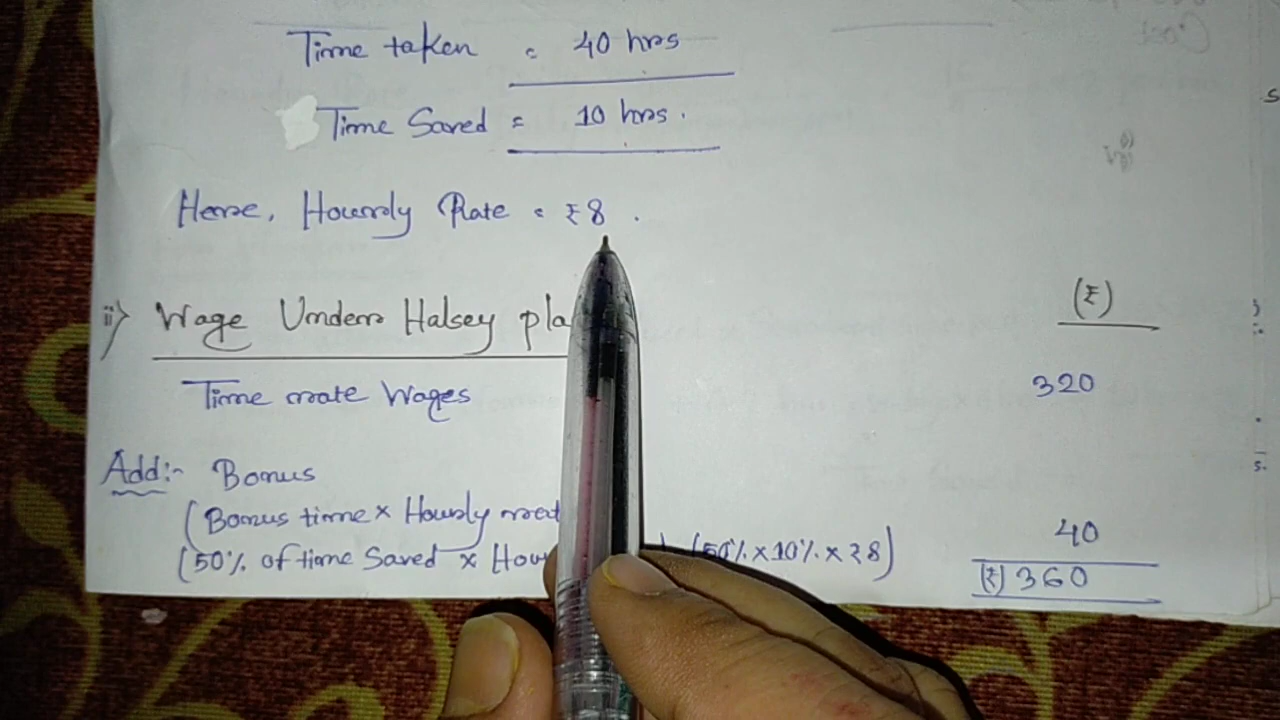 Time taken = 40 hrs
Time Saved = 10 hrs.
Here, Hourly Rate = ₹8.
ii) Wage Under Halsey pla
(₹)
Time rate Wages 320
Add:- Bonus
(Bonus time × Hourly rat
40
(50% of time Saved × Hou ) (50% × 10% × ₹8)
(₹) 360